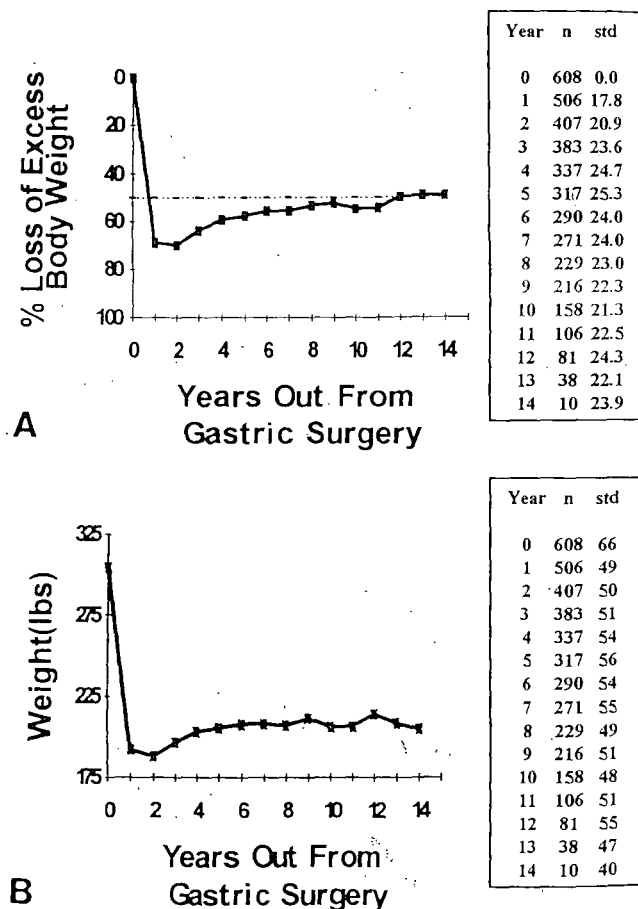 % Loss of Excess
Body Weight
0
20
40
60
80
100
0 2 4 6 8 10 12 14
Years Out From
Gastric Surgery
A
Year n std
0 608 0.0
1 506 17.8
2 407 20.9
3 383 23.6
4 337 24.7
5 317 25.3
6 290 24.0
7 271 24.0
8 229 23.0
9 216 22.3
10 158 21.3
11 106 22.5
12 81 24.3
13 38 22.1
14 10 23.9
Weight(lbs)
325
275
225
175
0 2 4 6 8 10 12 14
Years Out From
Gastric Surgery
B
Year n std
0 608 66
1 506 49
2 407 50
3 383 51
4 337 54
5 317 56
6 290 54
7 271 55
8 229 49
9 216 51
10 158 48
11 106 51
12 81 55
13 38 47
14 10 40